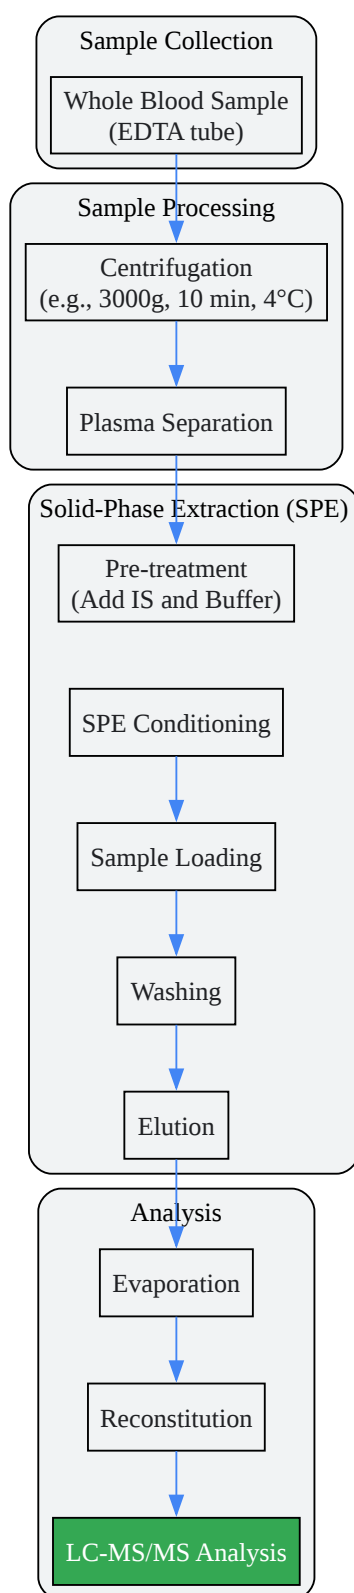 Sample Collection
Whole Blood Sample
(EDTA tube)
Sample Processing
Centrifugation
(e.g., 3000g, 10 min, 4°C)
Plasma Separation
Solid-Phase Extraction (SPE)
Pre-treatment
(Add IS and Buffer)
SPE Conditioning
Sample Loading
Washing
Elution
Analysis
Evaporation
Reconstitution
LC-MS/MS Analysis